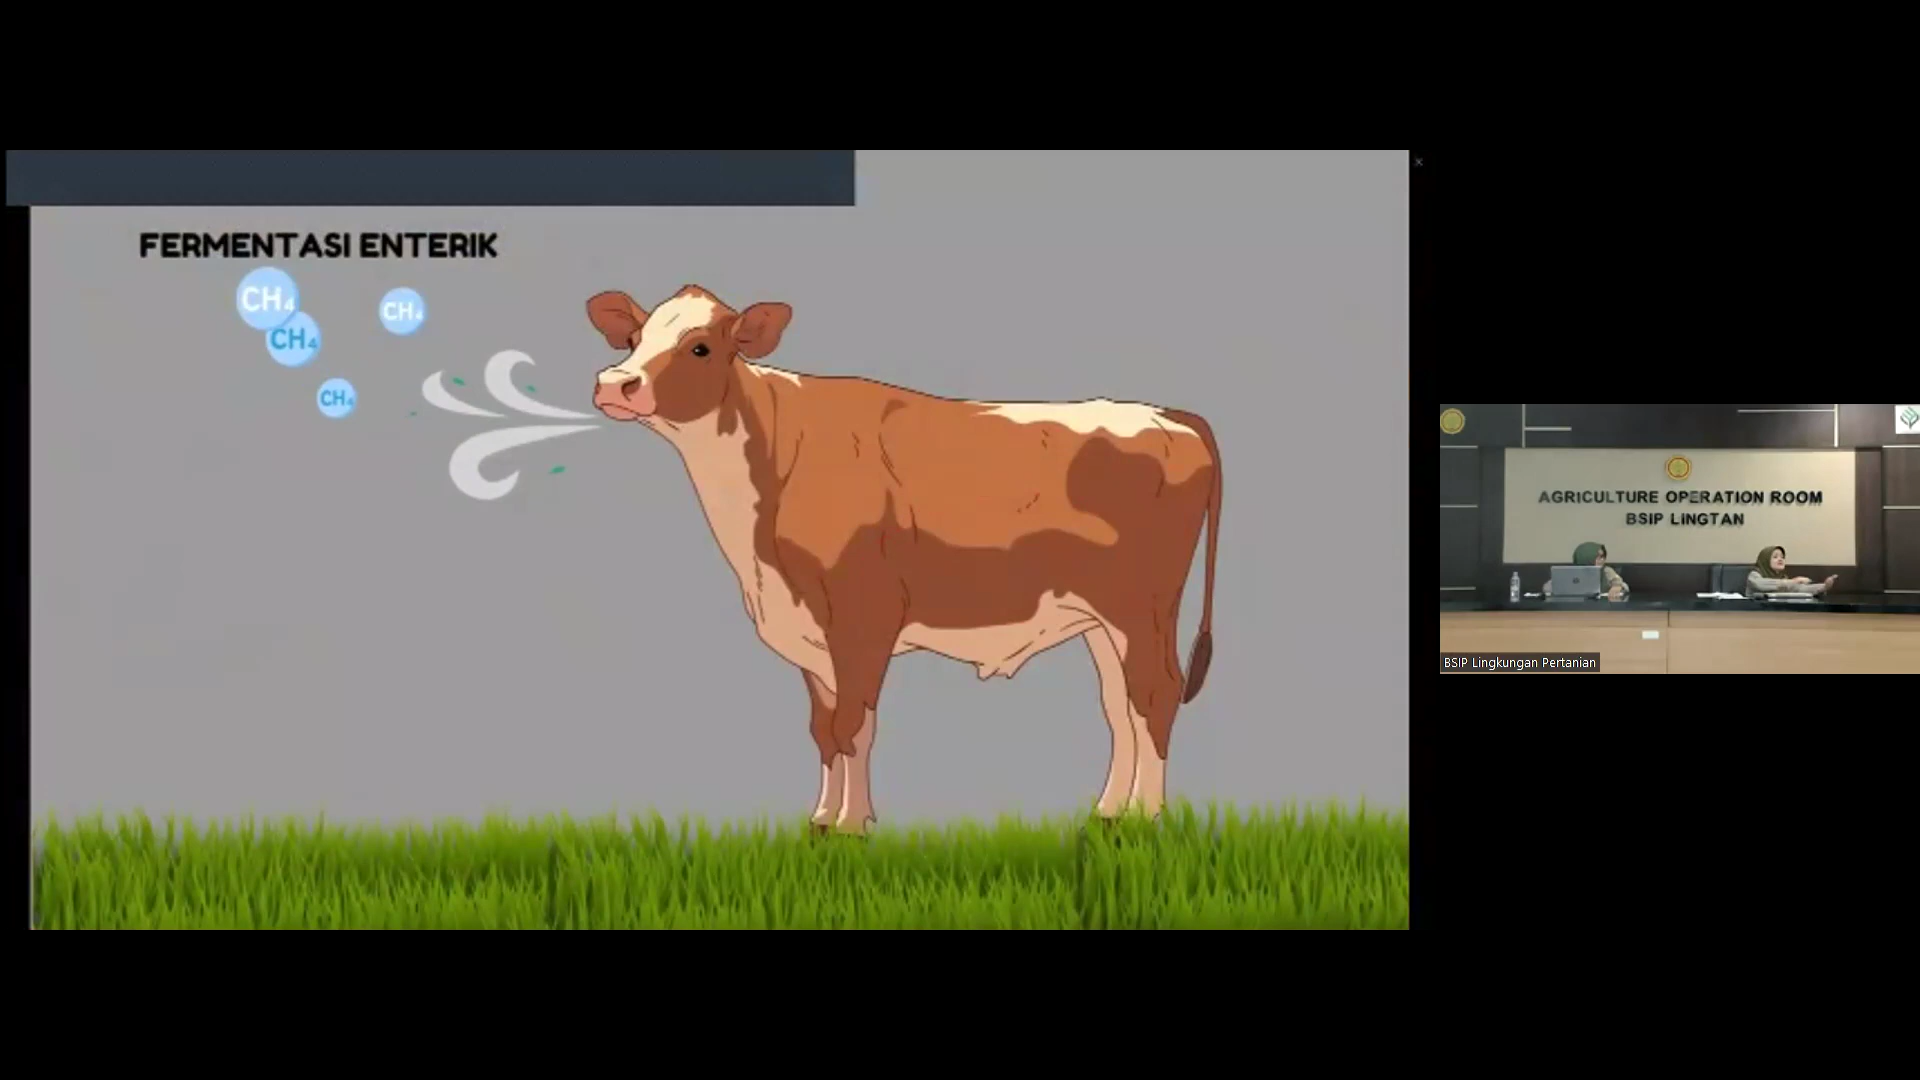 FERMENTASI ENTERIK
CH₄
CH₄
CH₄
CH₄
AGRICULTURE OPERATION ROOM
BSIP LINGTAN
BSIP Lingkungan Pertanian